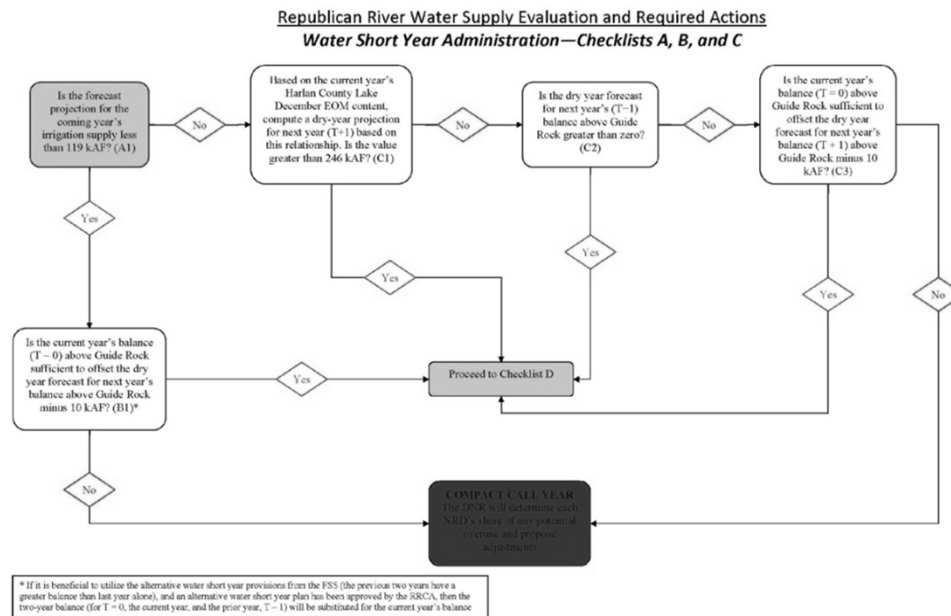 Republican River Water Supply Evaluation and Required Actions
Water Short Year Administration—Checklists A, B, and C
Is the forecast
projection for the
coming year's
irrigation supply less
than 119 kAF? (A1)
No
Based on the current year's
Harlan County Lake
December EOM content,
compute a dry-year projection
for next year (T+1) based on
this relationship. Is the value
greater than 246 kAF? (C1)
No
Is the dry year forecast
for next year's (T−1)
balance above Guide
Rock greater than zero?
(C2)
No
Is the current year's
balance (T = 0) above
Guide Rock sufficient to
offset the dry year
forecast for next year's
balance (T + 1) above
Guide Rock minus 10
kAF? (C3)
Yes
Yes
Yes
Yes
No
Is the current year's balance
(T − 0) above Guide Rock
sufficient to offset the dry
year forecast for next year's
balance above Guide Rock
minus 10 kAF? (B1)*
Yes
Proceed to Checklist D
No
COMPACT CALL YEAR
The DNR will determine each
NRD's share of any potential
overuse and propose
adjustments
* If it is beneficial to utilize the alternative water short year provisions from the FSS (the previous two years have a
greater balance than last year alone), and an alternative water short year plan has been approved by the RRCA, then the
two-year balance (for T = 0, the current year, and the prior year, T − 1) will be substituted for the current year's balance